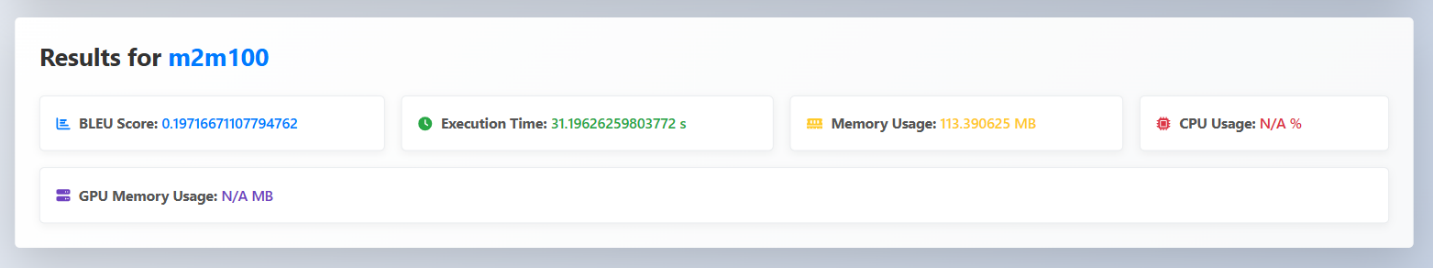 Results for m2m100
BLEU Score: 0.19716671107794762
Execution Time: 31.19626259803772 s
Memory Usage: 113.390625 MB
CPU Usage: N/A %
GPU Memory Usage: N/A MB